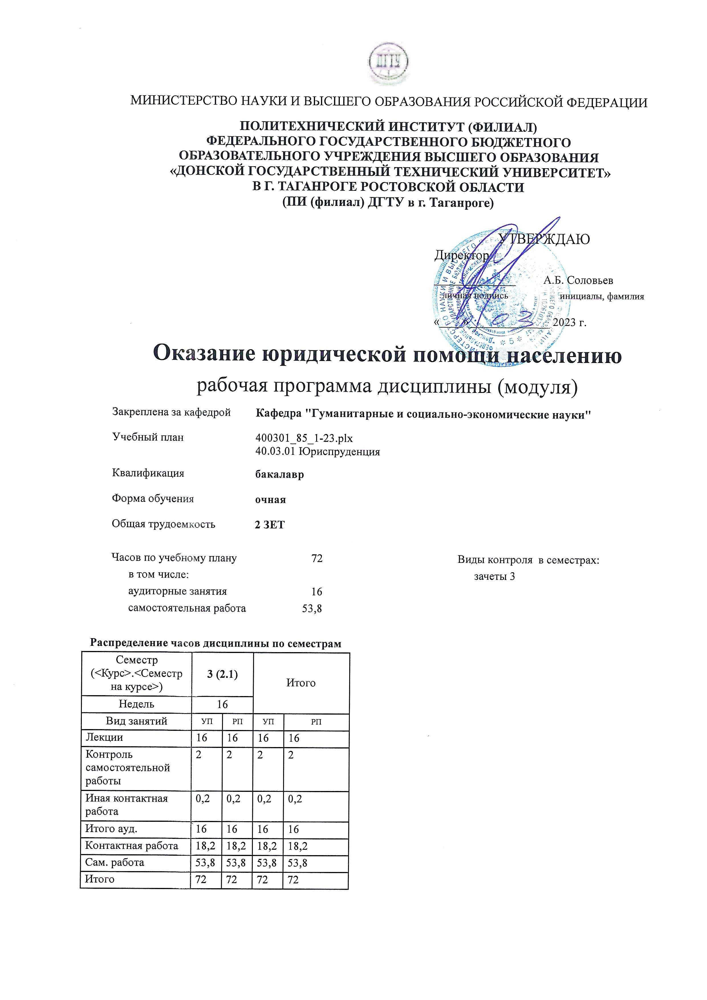 ДГТУ
МИНИСТЕРСТВО НАУКИ И ВЫСШЕГО ОБРАЗОВАНИЯ РОССИЙСКОЙ ФЕДЕРАЦИИ
ПОЛИТЕХНИЧЕСКИЙ ИНСТИТУТ (ФИЛИАЛ)
ФЕДЕРАЛЬНОГО ГОСУДАРСТВЕННОГО БЮДЖЕТНОГО
ОБРАЗОВАТЕЛЬНОГО УЧРЕЖДЕНИЯ ВЫСШЕГО ОБРАЗОВАНИЯ
«ДОНСКОЙ ГОСУДАРСТВЕННЫЙ ТЕХНИЧЕСКИЙ УНИВЕРСИТЕТ»
В Г. ТАГАНРОГЕ РОСТОВСКОЙ ОБЛАСТИ
(ПИ (филиал) ДГТУ в г. Таганроге)
УТВЕРЖДАЮ
Директор
А.Б. Соловьев
личная подпись инициалы, фамилия
« » 03 2023 г.
Оказание юридической помощи населению
рабочая программа дисциплины (модуля)
Закреплена за кафедрой Кафедра "Гуманитарные и социально-экономические науки"
Учебный план 400301_85_1-23.plx
40.03.01 Юриспруденция
Квалификация бакалавр
Форма обучения очная
Общая трудоемкость 2 ЗЕТ
Часов по учебному плану 72 Виды контроля в семестрах:
в том числе: зачеты 3
аудиторные занятия 16
самостоятельная работа 53,8
Распределение часов дисциплины по семестрам
Семестр
(<Курс>.<Семестр
на курсе>) 3 (2.1) Итого
Недель 16
Вид занятий УП РП УП РП
Лекции 16 16 16 16
Контроль 2 2 2 2
самостоятельной
работы
Иная контактная 0,2 0,2 0,2 0,2
работа
Итого ауд. 16 16 16 16
Контактная работа 18,2 18,2 18,2 18,2
Сам. работа 53,8 53,8 53,8 53,8
Итого 72 72 72 72